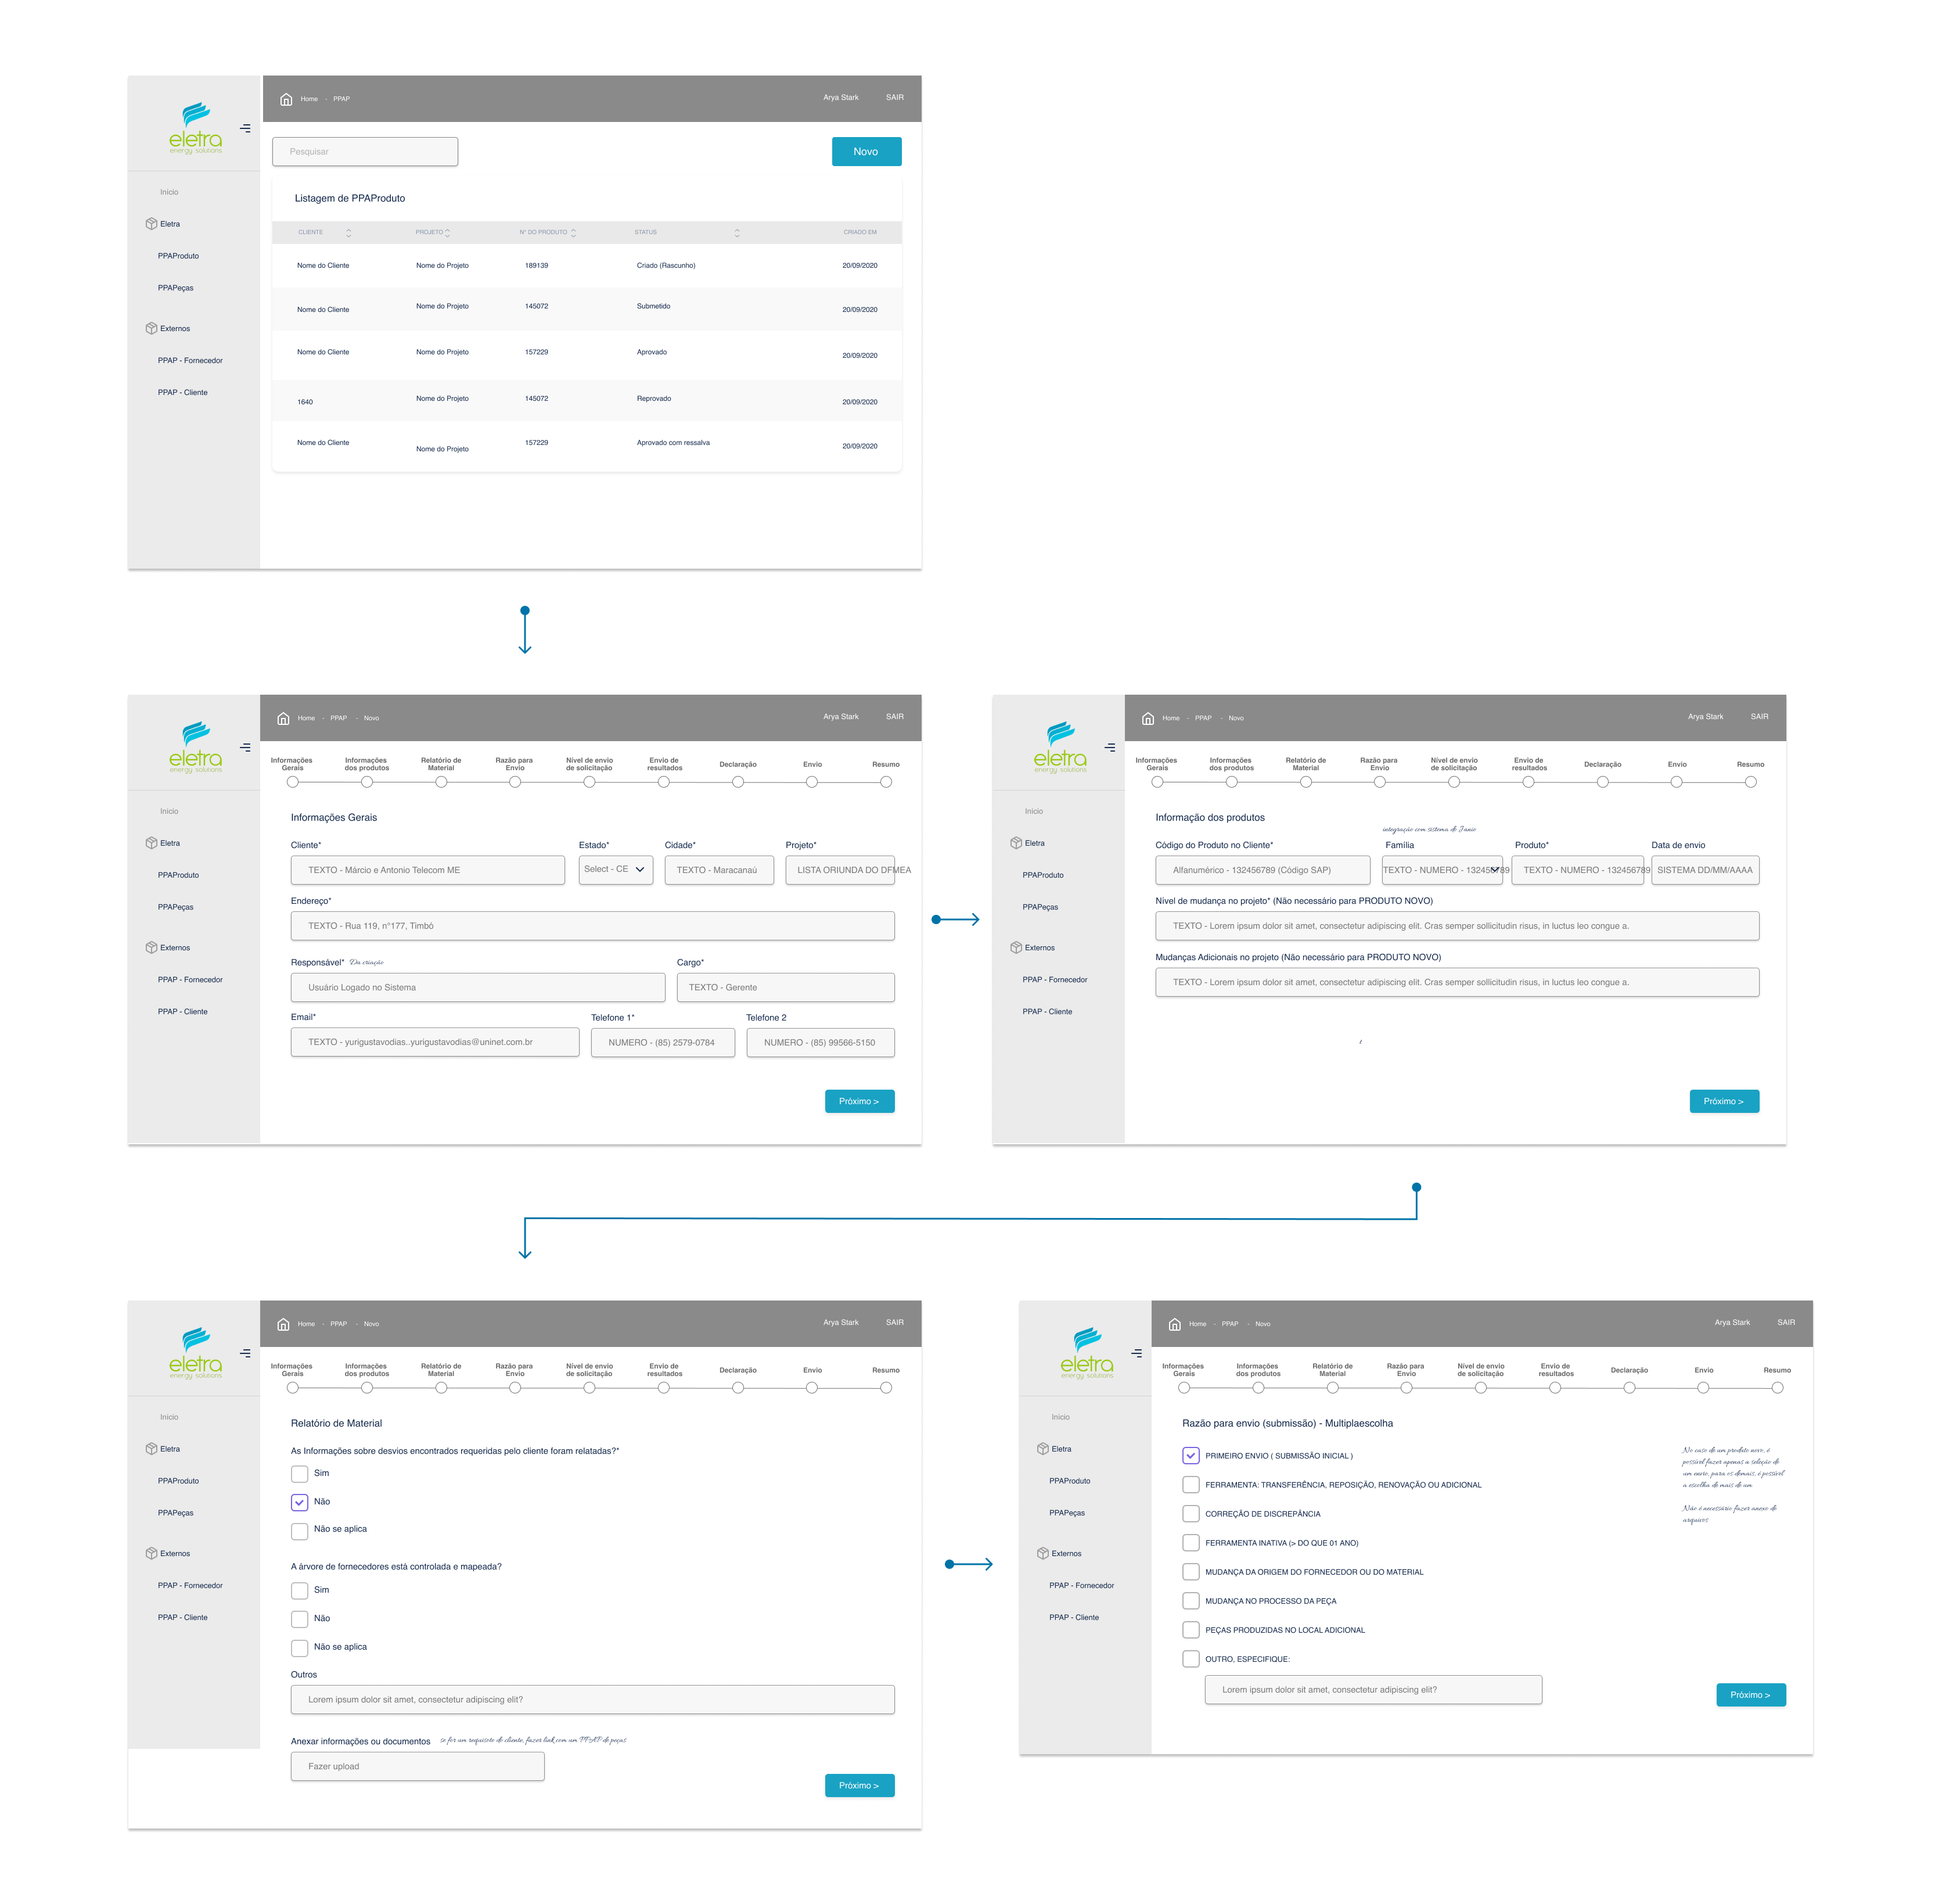 eletra
energy solutions
Home - PPAP
Arya Stark
SAIR
Início
Eletra
PPAProduto
PPAPeças
Externos
PPAP - Fornecedor
PPAP - Cliente
Pesquisar
Novo
Listagem de PPAProduto
CLIENTE PROJETO N° DO PRODUTO STATUS CRIADO EM
Nome do Cliente Nome do Projeto 189139 Criado (Rascunho) 20/09/2020
Nome do Cliente Nome do Projeto 145072 Submetido 20/09/2020
Nome do Cliente Nome do Projeto 157229 Aprovado 20/09/2020
1640 Nome do Projeto 145072 Reprovado 20/09/2020
Nome do Cliente Nome do Projeto 157229 Aprovado com ressalva 20/09/2020
eletra
energy solutions
Home - PPAP - Novo
Arya Stark
SAIR
Início
Eletra
PPAProduto
PPAPeças
Externos
PPAP - Fornecedor
PPAP - Cliente
Informações Gerais
Informações dos produtos
Relatório de Material
Razão para Envio
Nível de envio de solicitação
Envio de resultados
Declaração
Envio
Resumo
Informações Gerais
Cliente* Estado* Cidade* Projeto*
TEXTO - Márcio e Antonio Telecom ME Select - CE TEXTO - Maracanaú LISTA ORIUNDA DO DFMEA
Endereço*
TEXTO - Rua 119, n°177, Timbó
Responsável* Da criação Cargo*
Usuário Logado no Sistema TEXTO - Gerente
Email* Telefone 1* Telefone 2
TEXTO - yurigustavodias..yurigustavodias@uninet.com.br NUMERO - (85) 2579-0784 NUMERO - (85) 99566-5150
Próximo >
eletra
energy solutions
Home - PPAP - Novo
Arya Stark
SAIR
Início
Eletra
PPAProduto
PPAPeças
Externos
PPAP - Fornecedor
PPAP - Cliente
Informações Gerais
Informações dos produtos
Relatório de Material
Razão para Envio
Nível de envio de solicitação
Envio de resultados
Declaração
Envio
Resumo
Informação dos produtos
integração com sistema de Janio
Código do Produto no Cliente* Família Produto* Data de envio
Alfanumérico - 132456789 (Código SAP) TEXTO - NUMERO - 132456789 TEXTO - NUMERO - 132456789 SISTEMA DD/MM/AAAA
Nível de mudança no projeto* (Não necessário para PRODUTO NOVO)
TEXTO - Lorem ipsum dolor sit amet, consectetur adipiscing elit. Cras semper sollicitudin risus, in luctus leo congue a.
Mudanças Adicionais no projeto (Não necessário para PRODUTO NOVO)
TEXTO - Lorem ipsum dolor sit amet, consectetur adipiscing elit. Cras semper sollicitudin risus, in luctus leo congue a.
Próximo >
eletra
energy solutions
Home - PPAP - Novo
Arya Stark
SAIR
Início
Eletra
PPAProduto
PPAPeças
Externos
PPAP - Fornecedor
PPAP - Cliente
Informações Gerais
Informações dos produtos
Relatório de Material
Razão para Envio
Nível de envio de solicitação
Envio de resultados
Declaração
Envio
Resumo
Relatório de Material
As Informações sobre desvios encontrados requeridas pelo cliente foram relatadas?*
Sim
Não
Não se aplica
A árvore de fornecedores está controlada e mapeada?
Sim
Não
Não se aplica
Outros
Lorem ipsum dolor sit amet, consectetur adipiscing elit?
Anexar informações ou documentos se for um requisito do cliente, fazer link com um PPAP de peças
Fazer upload
Próximo >
eletra
energy solutions
Home - PPAP - Novo
Arya Stark
SAIR
Início
Eletra
PPAProduto
PPAPeças
Externos
PPAP - Fornecedor
PPAP - Cliente
Informações Gerais
Informações dos produtos
Relatório de Material
Razão para Envio
Nível de envio de solicitação
Envio de resultados
Declaração
Envio
Resumo
Razão para envio (submissão) - Multiplaescolha
PRIMEIRO ENVIO ( SUBMISSÃO INICIAL )
FERRAMENTA: TRANSFERÊNCIA, REPOSIÇÃO, RENOVAÇÃO OU ADICIONAL
CORREÇÃO DE DISCREPÂNCIA
FERRAMENTA INATIVA (> DO QUE 01 ANO)
MUDANÇA DA ORIGEM DO FORNECEDOR OU DO MATERIAL
MUDANÇA NO PROCESSO DA PEÇA
PEÇAS PRODUZIDAS NO LOCAL ADICIONAL
OUTRO, ESPECIFIQUE:
Lorem ipsum dolor sit amet, consectetur adipiscing elit?
No caso de um produto novo, é
possível fazer apenas a seleção de
um envio, para os demais, é possível
a escolha de mais de um
Não é necessário fazer anexo de
arquivos
Próximo >